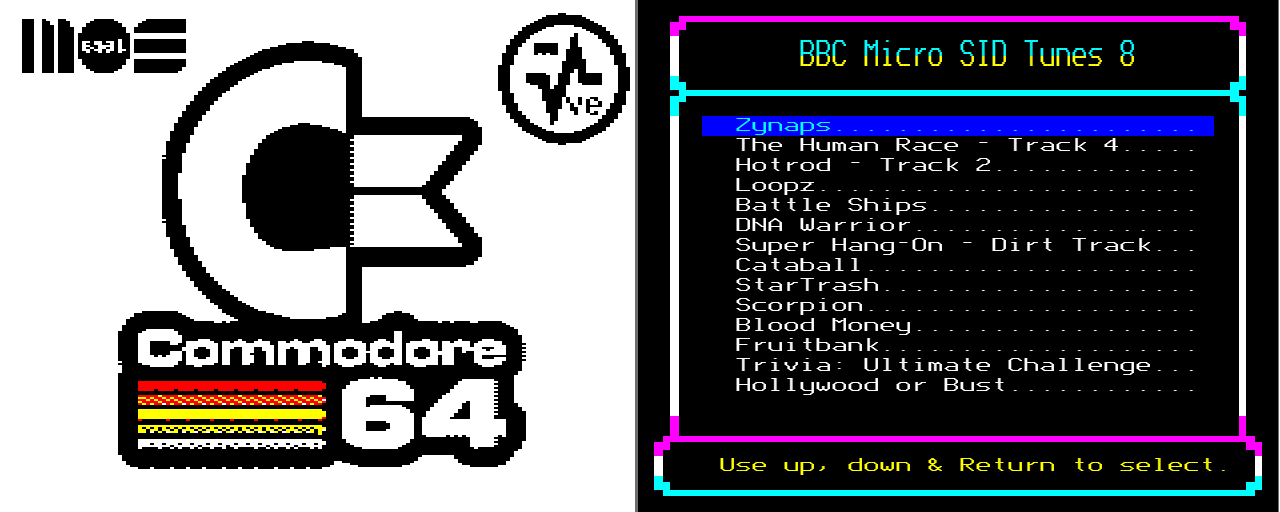 ve
Commodore
64
BBC Micro SID Tunes 8
Zynaps.......................
The Human Race - Track 4.....
Hotrod - Track 2.............
Loopz........................
Battle Ships.................
DNA Warrior..................
Super Hang-On - Dirt Track...
Cataball.....................
StarTrash....................
Scorpion.....................
Blood Money..................
Fruitbank....................
Trivia: Ultimate Challenge...
Hollywood or Bust............
Use up, down & Return to select.